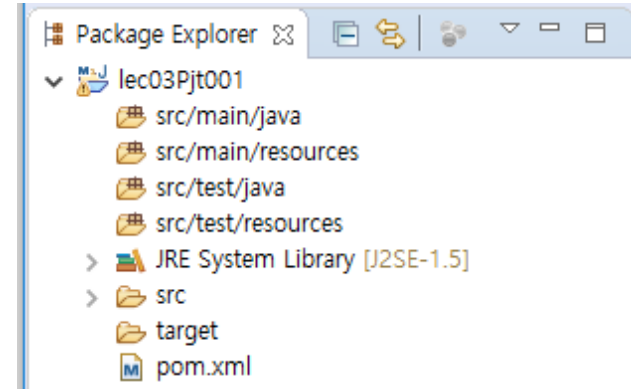 Package Explorer
lec03Pjt001
src/main/java
src/main/resources
src/test/java
src/test/resources
JRE System Library [J2SE-1.5]
src
target
pom.xml